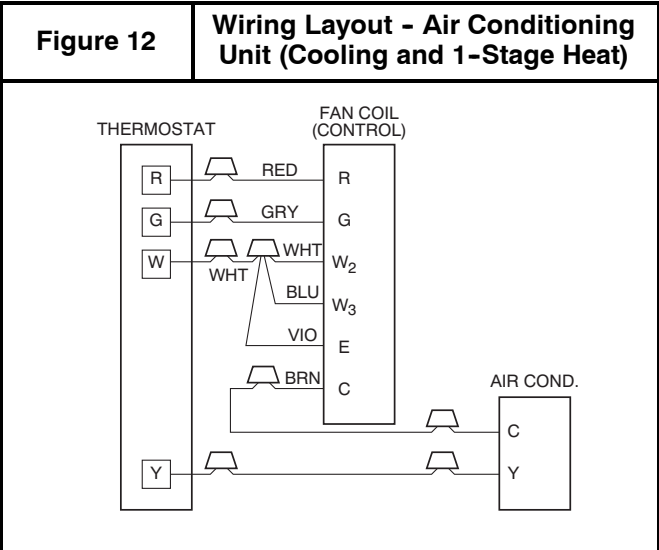 Figure 12
Wiring Layout - Air Conditioning
Unit (Cooling and 1-Stage Heat)
THERMOSTAT
FAN COIL
(CONTROL)
R RED R
G GRY G
W WHT WHT W2
BLU W3
VIO E
BRN C
AIR COND.
C
Y Y